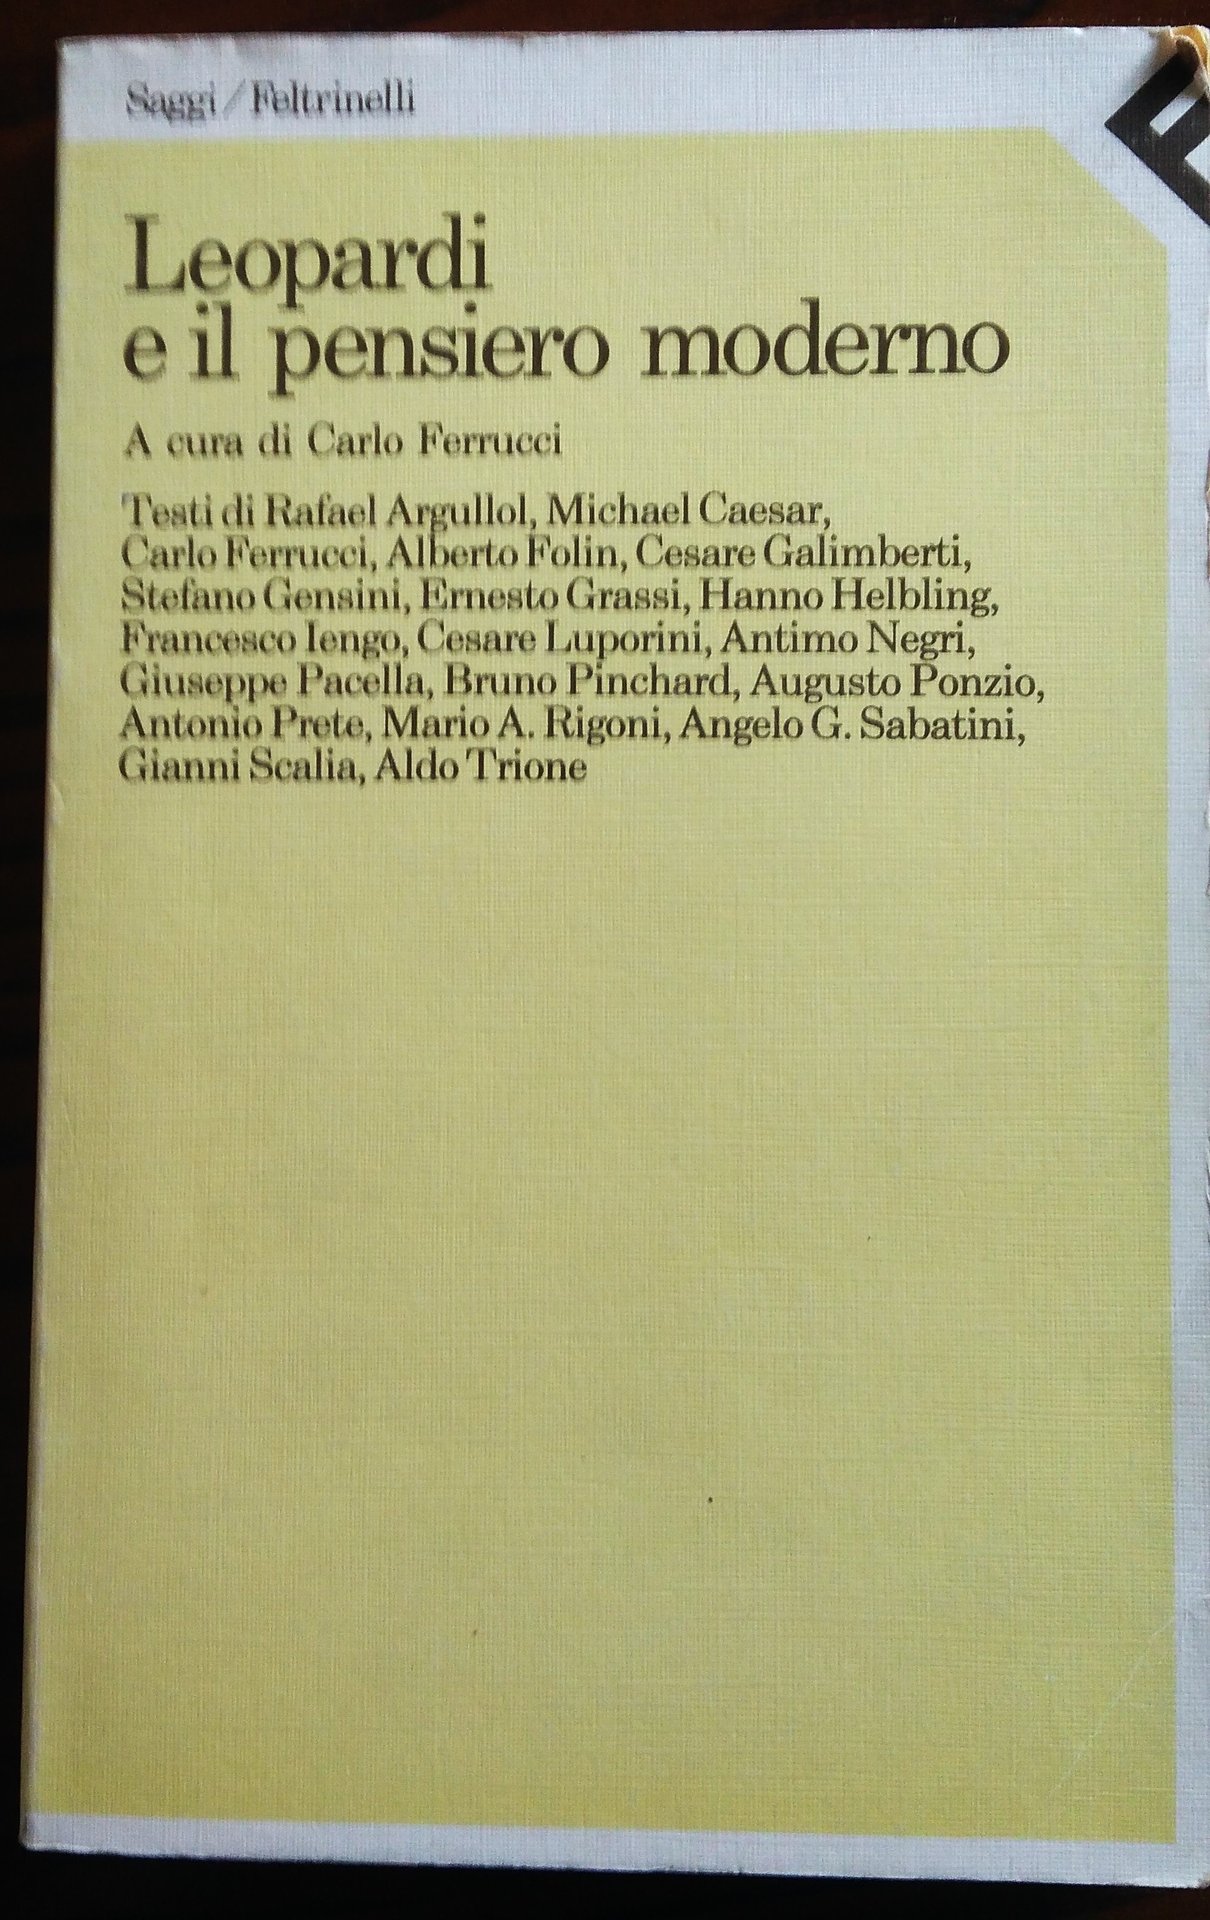 Saggi/Feltrinelli
F
Leopardi
e il pensiero moderno
A cura di Carlo Ferrucci
Testi di Rafael Argullol, Michael Caesar,
Carlo Ferrucci, Alberto Folin, Cesare Galimberti,
Stefano Gensini, Ernesto Grassi, Hanno Helbling,
Francesco Iengo, Cesare Luporini, Antimo Negri,
Giuseppe Pacella, Bruno Pinchard, Augusto Ponzio,
Antonio Prete, Mario A. Rigoni, Angelo G. Sabatini,
Gianni Scalia, Aldo Trione